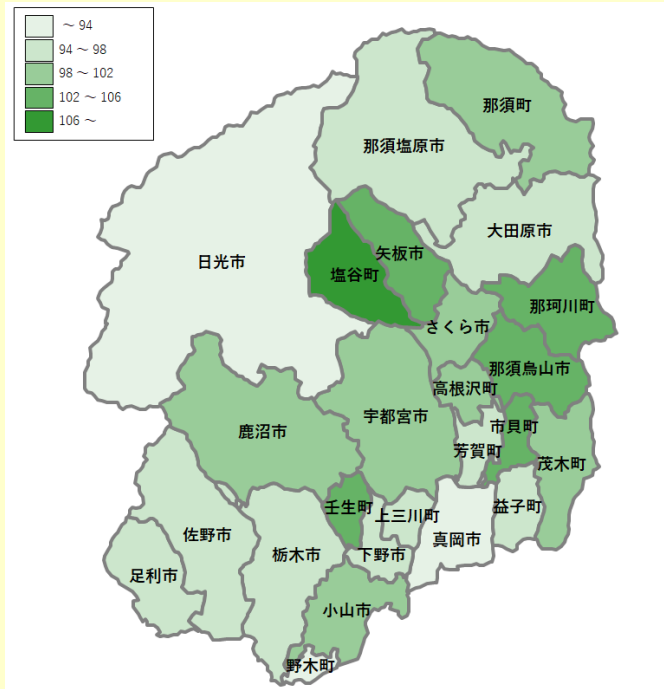 ～ 94
94 ～ 98
98 ～ 102
102 ～ 106
106 ～
那須町
那須塩原市
大田原市
矢板市
日光市
塩谷町
那珂川町
さくら市
那須烏山市
高根沢町
宇都宮市
市貝町
鹿沼市
芳賀町
茂木町
壬生町
益子町
上三川町
佐野市
真岡市
栃木市
下野市
足利市
小山市
野木町